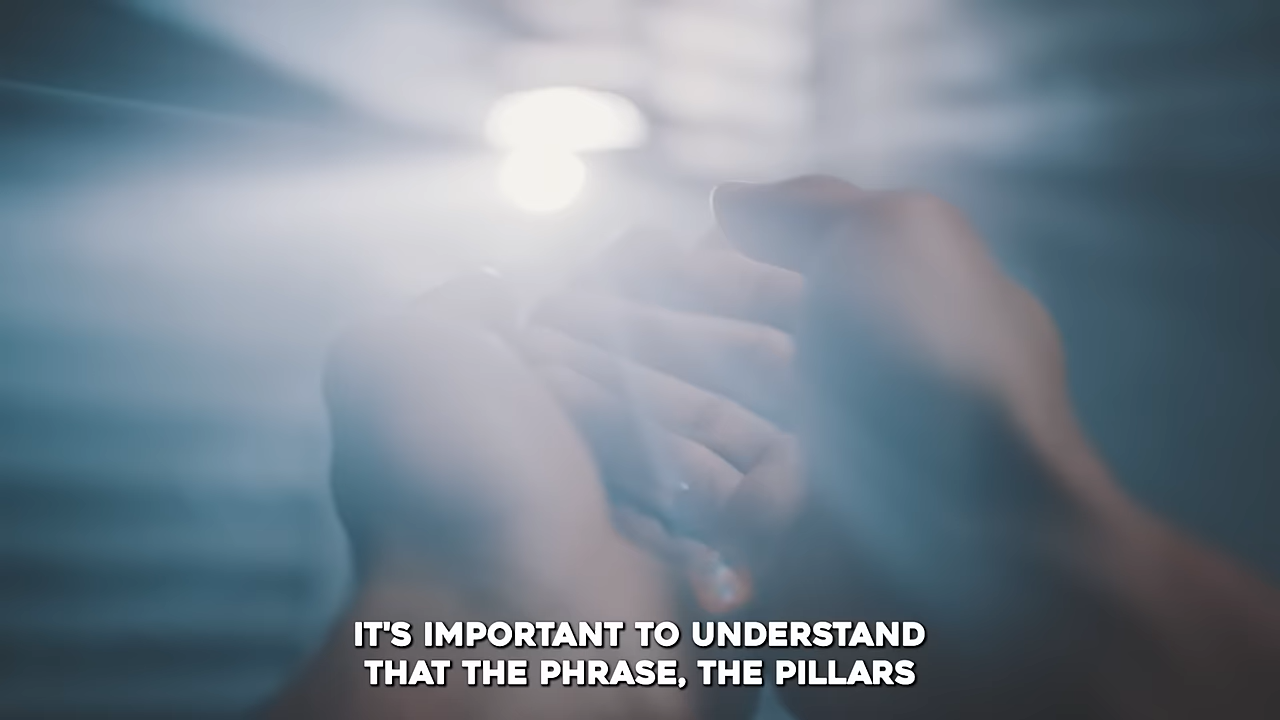 IT'S IMPORTANT TO UNDERSTAND
THAT THE PHRASE, THE PILLARS